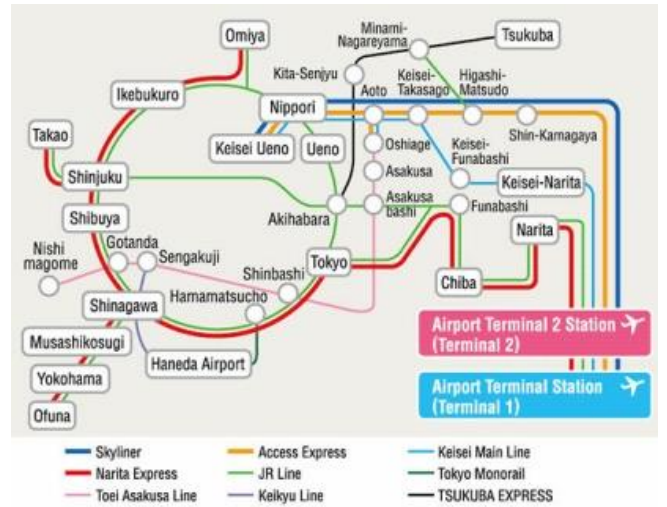 Omiya
Minami-
Nagareyama
Tsukuba
Kita-Senjyu
Ikebukuro
Nippori
Aoto
Keisei-
Takasago
Higashi-
Matsudo
Takao
Keisei Ueno
Ueno
Oshiage
Shin-Kamagaya
Shinjuku
Asakusa
Keisei-
Funabashi
Keisei-Narita
Shibuya
Akihabara
Asakusa
bashi
Funabashi
Narita
Nishi
magome
Gotanda
Sengakuji
Tokyo
Shinbashi
Chiba
Shinagawa
Hamamatsucho
Musashikosugi
Haneda Airport
Airport Terminal 2 Station
(Terminal 2)
Yokohama
Ofuna
Airport Terminal Station
(Terminal 1)
Skyliner
Access Express
Keisei Main Line
Narita Express
JR Line
Tokyo Monorail
Toei Asakusa Line
Keikyu Line
TSUKUBA EXPRESS